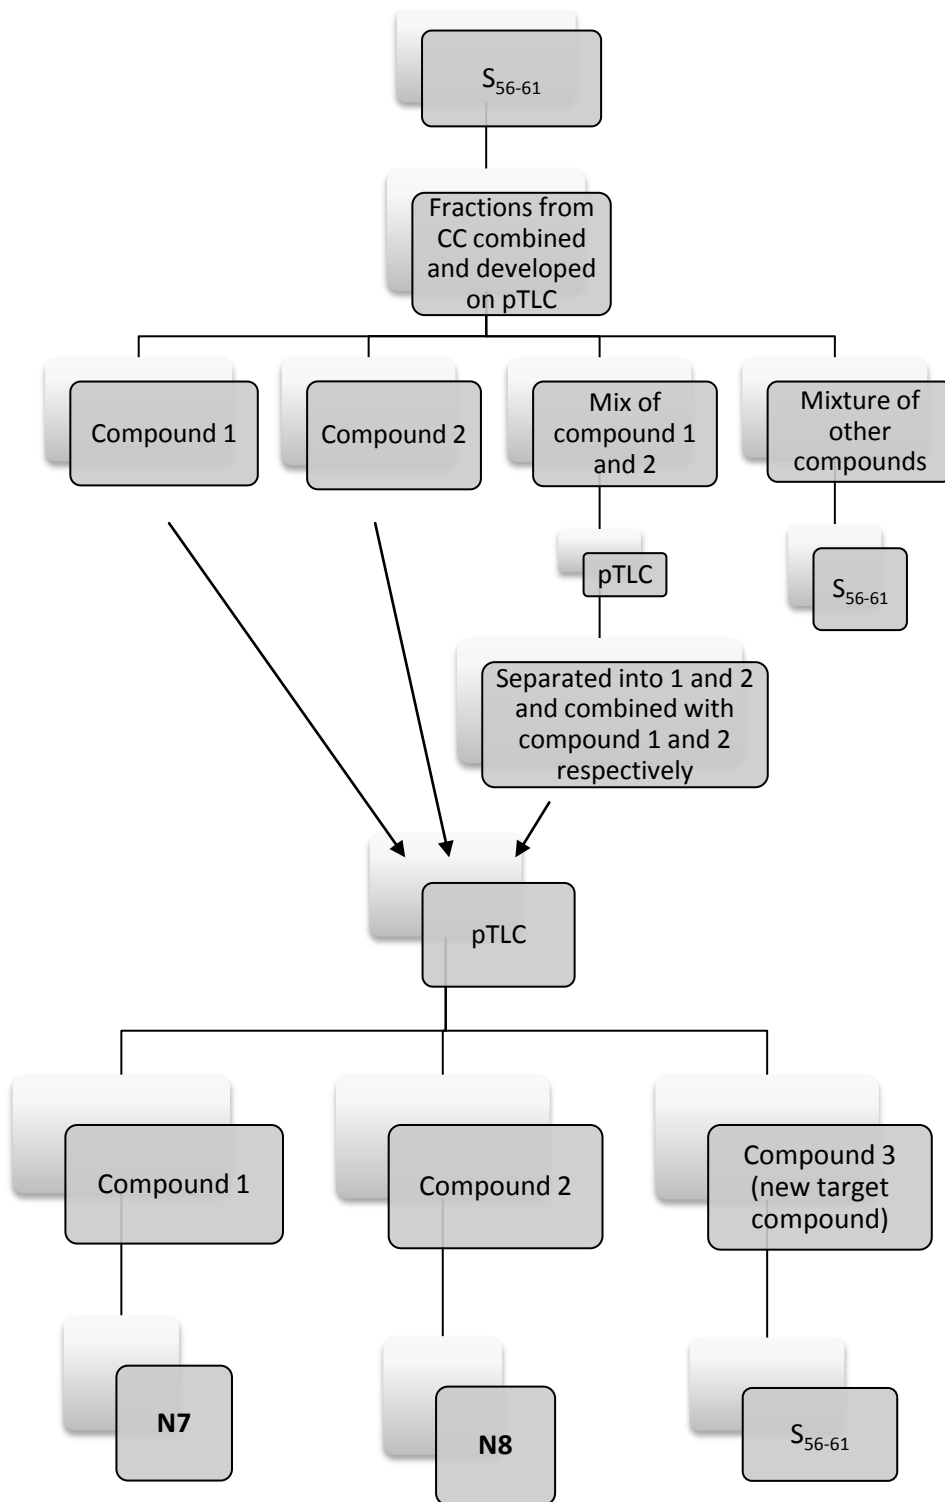 S56-61
Fractions from
CC combined
and developed
on pTLC
Compound 1
Compound 2
Mix of
compound 1
and 2
Mixture of
other
compounds
pTLC
S56-61
Separated into 1 and 2
and combined with
compound 1 and 2
respectively
pTLC
Compound 1
Compound 2
Compound 3
(new target
compound)
N7
N8
S56-61